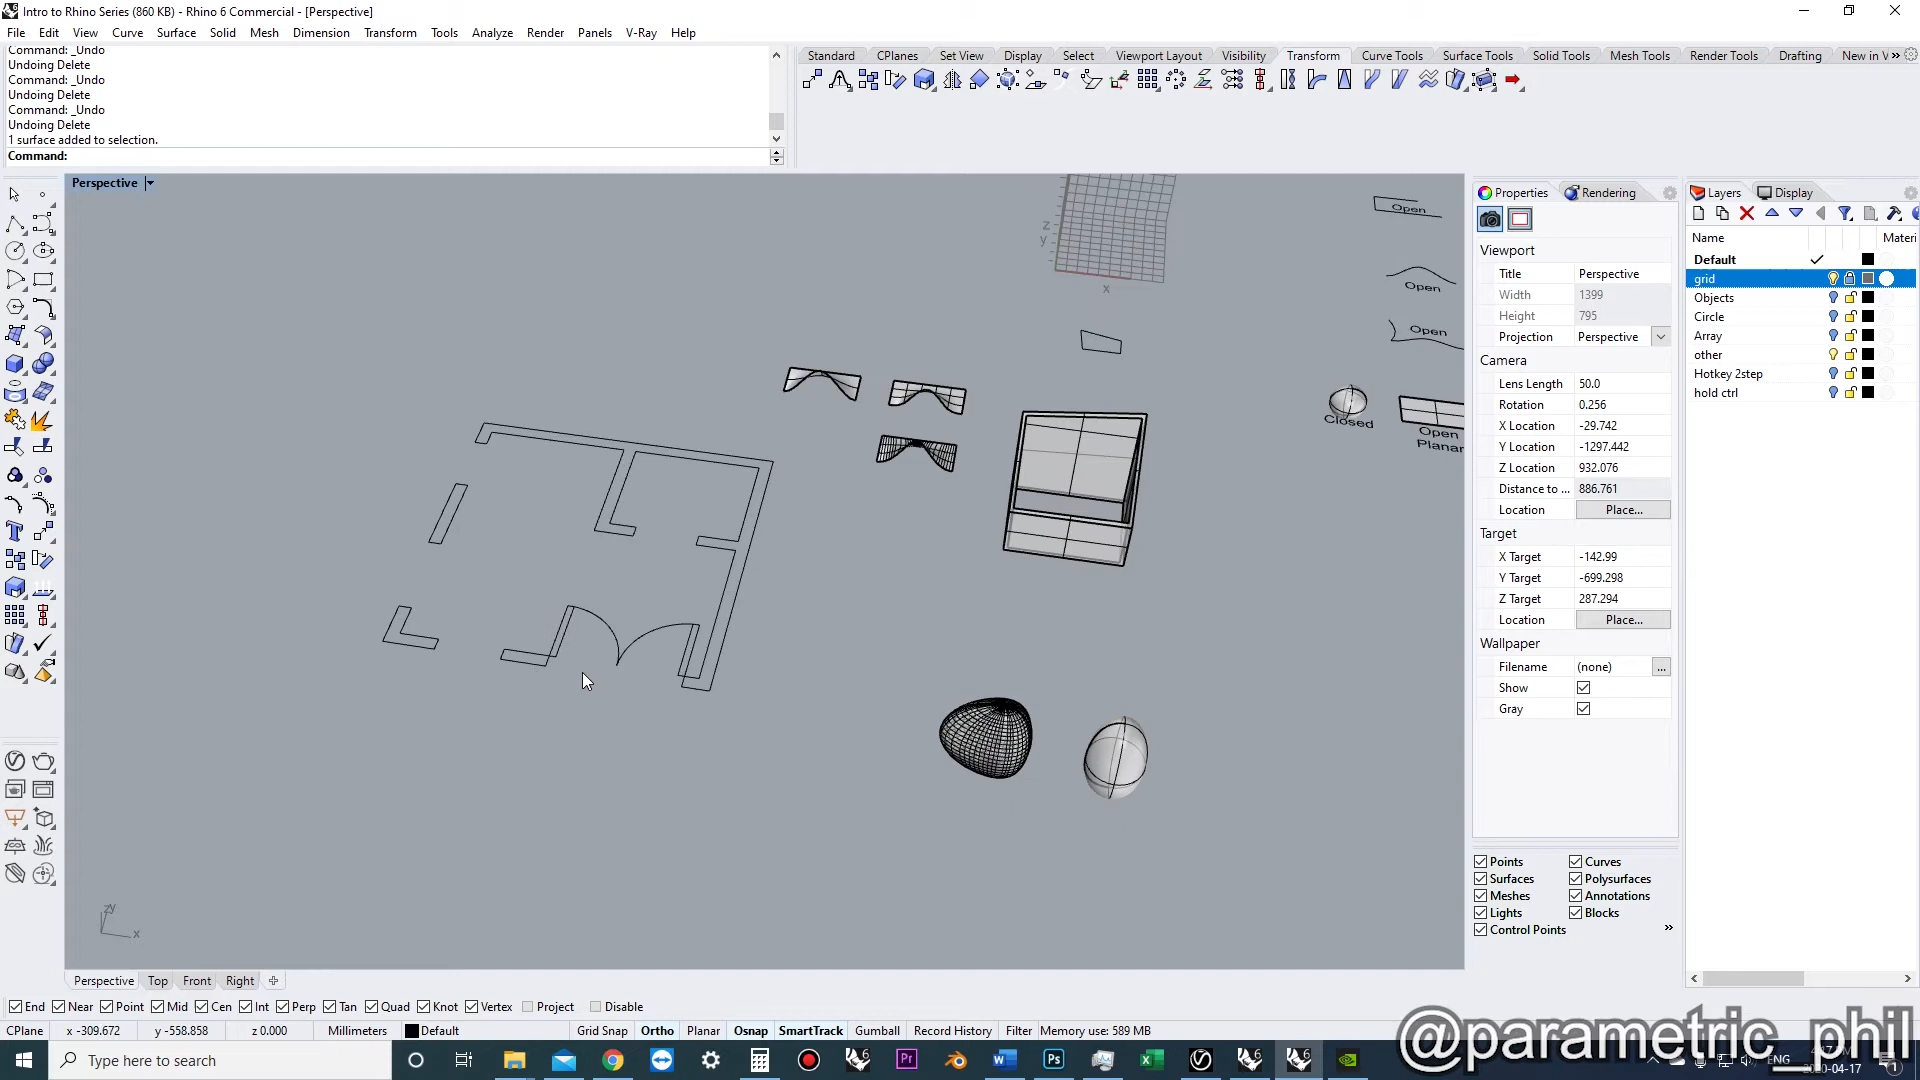 Intro to Rhino Series (860 KB) - Rhino 6 Commercial - [Perspective]
File Edit View Curve Surface Solid Mesh Dimension Transform Tools Analyze Render Panels V-Ray Help
Command: _Undo
Undoing Delete
Command: _Undo
Undoing Delete
Command: _Undo
Undoing Delete
1 surface added to selection.
Command:
Standard CPlanes Set View Display Select Viewport Layout Visibility Transform Curve Tools Surface Tools Solid Tools Mesh Tools Render Tools Drafting New in V »
Perspective
z
y
x
Open
Open
Open
Closed
Open
Planar
zy
x
Properties Rendering
Viewport
Title Perspective
Width 1399
Height 795
Projection Perspective
Camera
Lens Length 50.0
Rotation 0.256
X Location -29.742
Y Location -1297.442
Z Location 932.076
Distance to ... 886.761
Location Place...
Target
X Target -142.99
Y Target -699.298
Z Target 287.294
Location Place...
Wallpaper
Filename (none) ...
Show
Gray
Points Curves
Surfaces Polysurfaces
Meshes Annotations
Lights Blocks
Control Points »
Layers Display
Name Materi
Default
grid
Objects
Circle
Array
other
Hotkey 2step
hold ctrl
Perspective Top Front Right
End Near Point Mid Cen Int Perp Tan Quad Knot Vertex Project Disable
CPlane x -309.672 y -558.858 z 0.000 Millimeters Default Grid Snap Ortho Planar Osnap SmartTrack Gumball Record History Filter Memory use: 589 MB
Type here to search
ENG
@parametric_phil